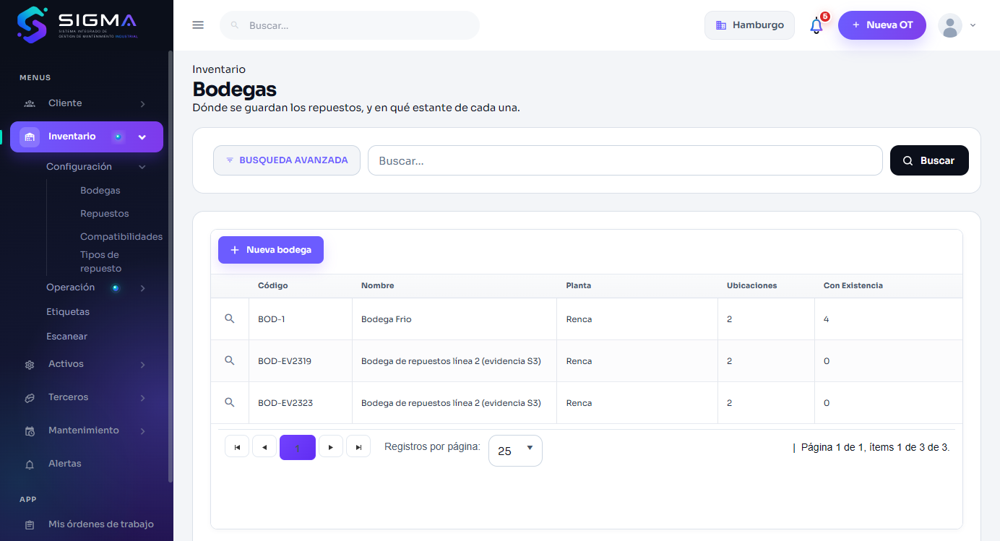 SIGMA
SISTEMA INTEGRADO DE
GESTION DE MANTENIMIENTO INDUSTRIAL
Buscar...
Hamburgo
5
+ Nueva OT
MENUS
Cliente
Inventario
Configuración
Bodegas
Repuestos
Compatibilidades
Tipos de
repuesto
Operación
Etiquetas
Escanear
Activos
Terceros
Mantenimiento
Alertas
APP
Mis órdenes de trabajo
Inventario
Bodegas
Dónde se guardan los repuestos, y en qué estante de cada una.
BUSQUEDA AVANZADA
Buscar...
Buscar
+ Nueva bodega
Código Nombre Planta Ubicaciones Con Existencia
BOD-1 Bodega Frio Renca 2 4
BOD-EV2319 Bodega de repuestos línea 2 (evidencia S3) Renca 2 0
BOD-EV2323 Bodega de repuestos línea 2 (evidencia S3) Renca 2 0
1 Registros por página: 25 | Página 1 de 1, ítems 1 de 3 de 3.